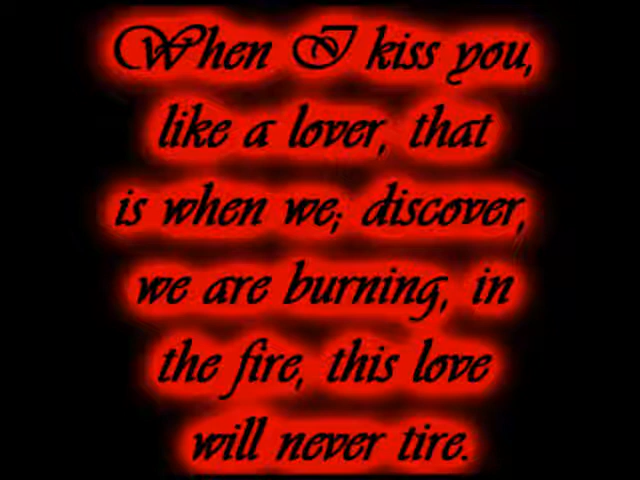 When I kiss you,
like a lover, that
is when we; discover,
we are burning, in
the fire, this love
will never tire.